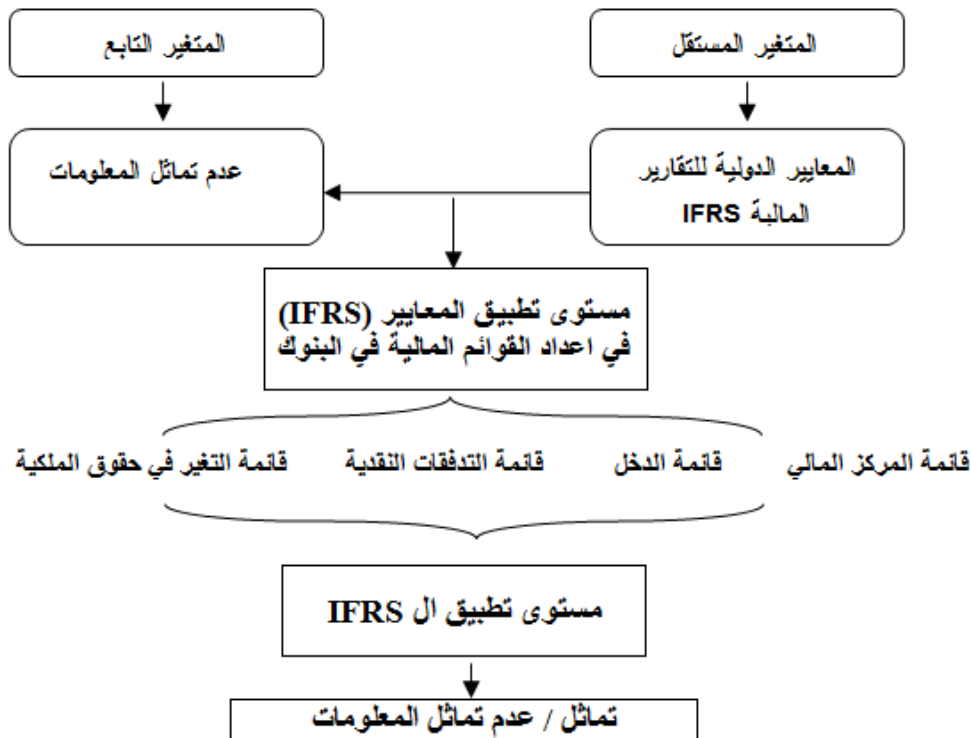 المتغير المستقل
المتغير التابع
المعايير الدولية للتقارير
المالية IFRS
عدم تماثل المعلومات
مستوى تطبيق المعايير (IFRS)
في اعداد القوائم المالية في البنوك
قائمة المركز المالي
قائمة الدخل
قائمة التدفقات النقدية
قائمة التغير في حقوق الملكية
مستوى تطبيق ال IFRS
تماثل / عدم تماثل المعلومات